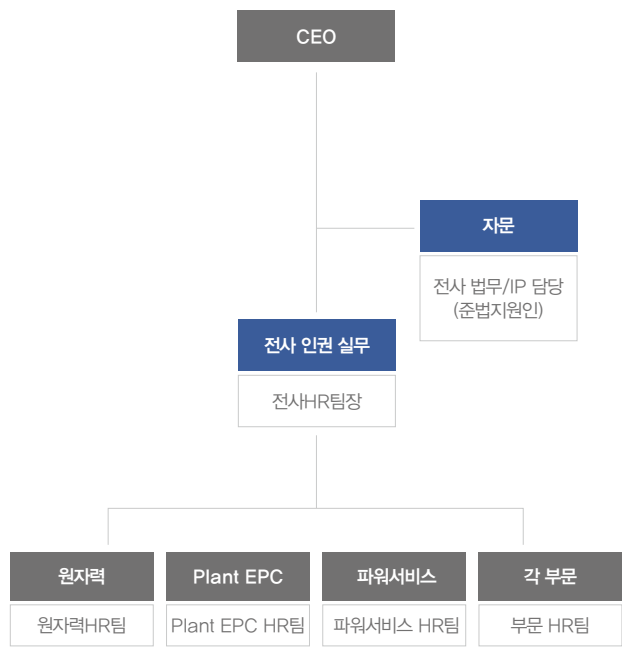 CEO
자문
전사 법무/IP 담당
(준법지원인)
전사 인권 실무
전사HR팀장
원자력
원자력HR팀
Plant EPC
Plant EPC HR팀
파워서비스
파워서비스 HR팀
각 부문
부문 HR팀